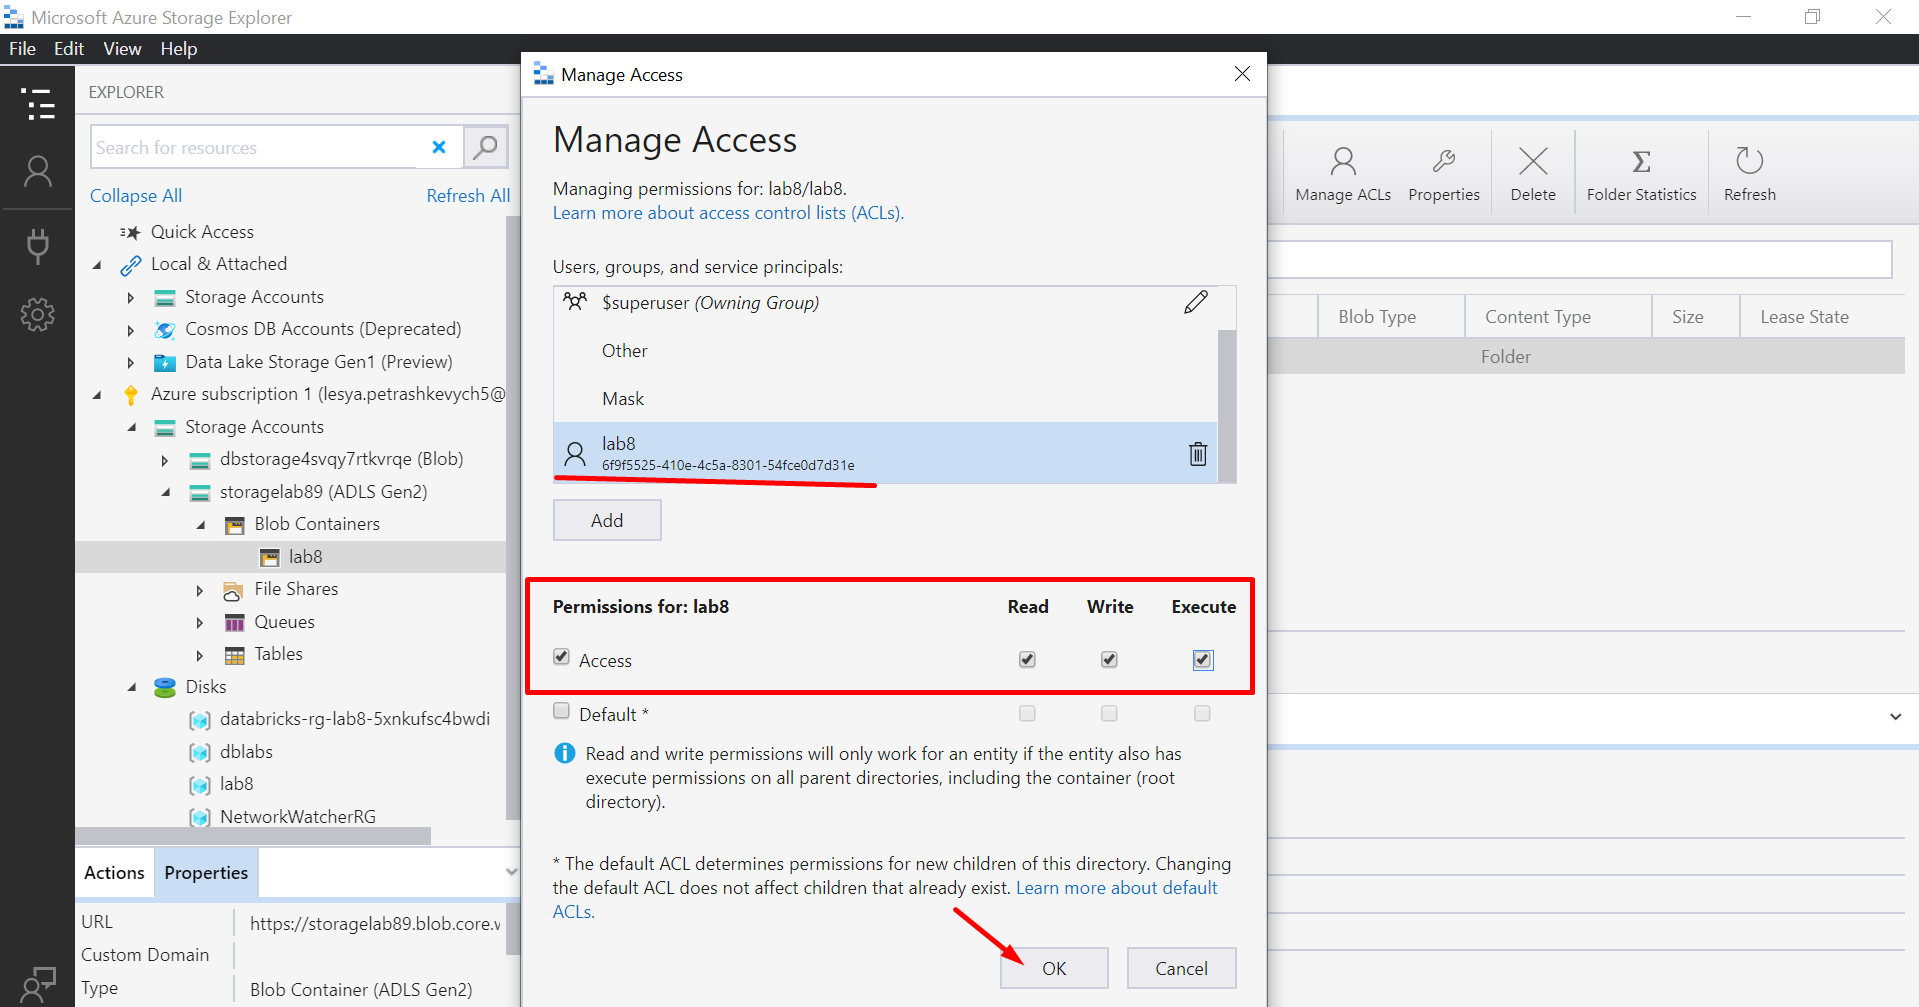 Microsoft Azure Storage Explorer
File Edit View Help
EXPLORER
Search for resources
Collapse All Refresh All
Quick Access
Local & Attached
Storage Accounts
Cosmos DB Accounts (Deprecated)
Data Lake Storage Gen1 (Preview)
Azure subscription 1 (lesya.petrashkevych5@
Storage Accounts
dbstorage4svqy7rtkvrqe (Blob)
storagelab89 (ADLS Gen2)
Blob Containers
lab8
File Shares
Queues
Tables
Disks
databricks-rg-lab8-5xnkufsc4bwdi
dblabs
lab8
NetworkWatcherRG
Actions Properties
URL https://storagelab89.blob.core.w
Custom Domain
Type Blob Container (ADLS Gen2)
Manage Access
Manage Access
Managing permissions for: lab8/lab8.
Learn more about access control lists (ACLs).
Users, groups, and service principals:
$superuser (Owning Group)
Other
Mask
lab8
6f9f5525-410e-4c5a-8301-54fce0d7d31e
Add
Permissions for: lab8 Read Write Execute
Access
Default *
Read and write permissions will only work for an entity if the entity also has
execute permissions on all parent directories, including the container (root
directory).
* The default ACL determines permissions for new children of this directory. Changing
the default ACL does not affect children that already exist. Learn more about default
ACLs.
OK Cancel
Manage ACLs Properties Delete Folder Statistics Refresh
Blob Type Content Type Size Lease State
Folder